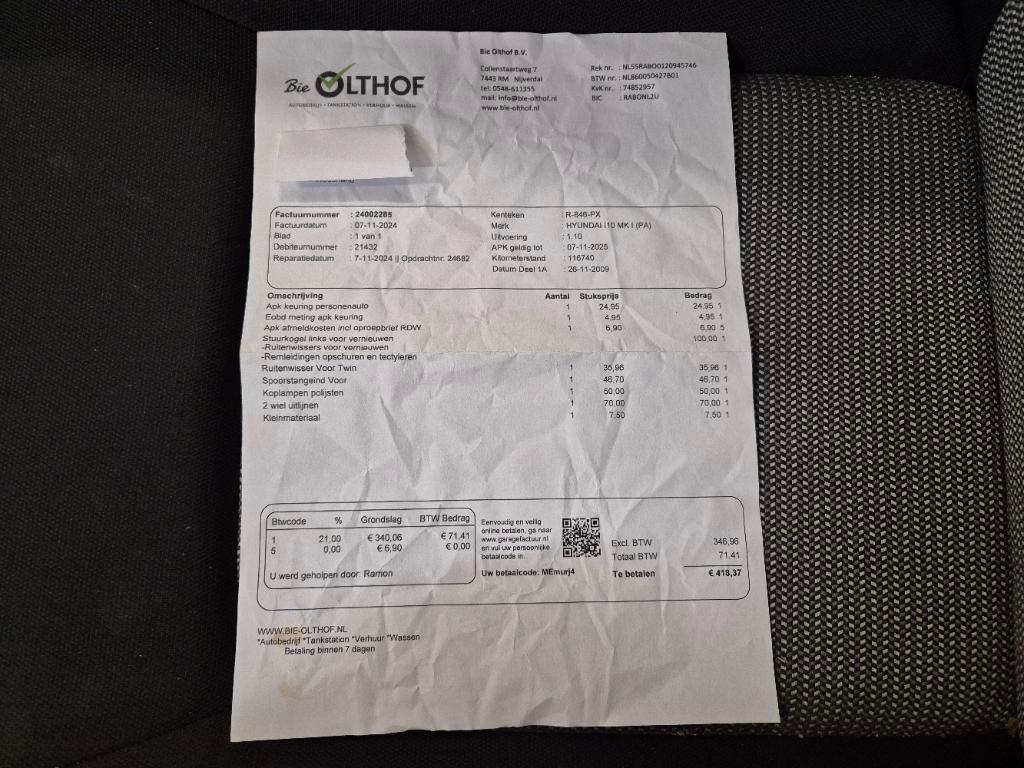 Bie OLTHOF
AUTOBEDRIJF • TANKSTATION • VERHUUR • WASSEN
Bie Olthof B.V.
Collenstaartweg 7
7443 RM Nijverdal
tel: 0548-611355
mail: info@bie-olthof.nl
www.bie-olthof.nl
Rek nr. : NL55RABO0120945746
BTW nr. : NL860050427B01
KvK nr. : 74852957
BIC : RABONL2U
Factuurnummer : 24002285
Factuurdatum : 07-11-2024
Blad : 1 van 1
Debiteurnummer : 21432
Reparatiedatum : 7-11-2024 || Opdrachtnr. 24682
Kenteken : R-846-PX
Merk : HYUNDAI i10 MK I (PA)
Uitvoering : 1.10
APK geldig tot : 07-11-2025
Kilometerstand : 116740
Datum Deel 1A : 26-11-2009
Omschrijving Aantal Stuksprijs Bedrag
Apk keuring personenauto 1 24,95 24,95 1
Eobd meting apk keuring 1 4,95 4,95 1
Apk afmeldkosten incl oproepbrief RDW 1 6,90 6,90 5
Stuurkogel links voor vernieuwen 100,00 1
-Ruitenwissers voor vernieuwen
-Remleidingen opschuren en tectyleren
Ruitenwisser Voor Twin 1 35,96 35,96 1
Spoorstangeind Voor 1 46,70 46,70 1
Koplampen polijsten 1 50,00 50,00 1
2 wiel uitlijnen 1 70,00 70,00 1
Kleinmateriaal 1 7,50 7,50 1
Btwcode % Grondslag BTW Bedrag
1 21,00 € 340,06 € 71,41
5 0,00 € 6,90 € 0,00
U werd geholpen door: Ramon
Eenvoudig en veilig
online betalen, ga naar
www.garagefactuur.nl
en vul uw persoonlijke
betaalcode in.
Uw betaalcode: MEmurj4
Excl. BTW 346,96
Totaal BTW 71,41
Te betalen € 418,37
WWW.BIE-OLTHOF.NL
*Autobedrijf *Tankstation *Verhuur *Wassen
Betaling binnen 7 dagen